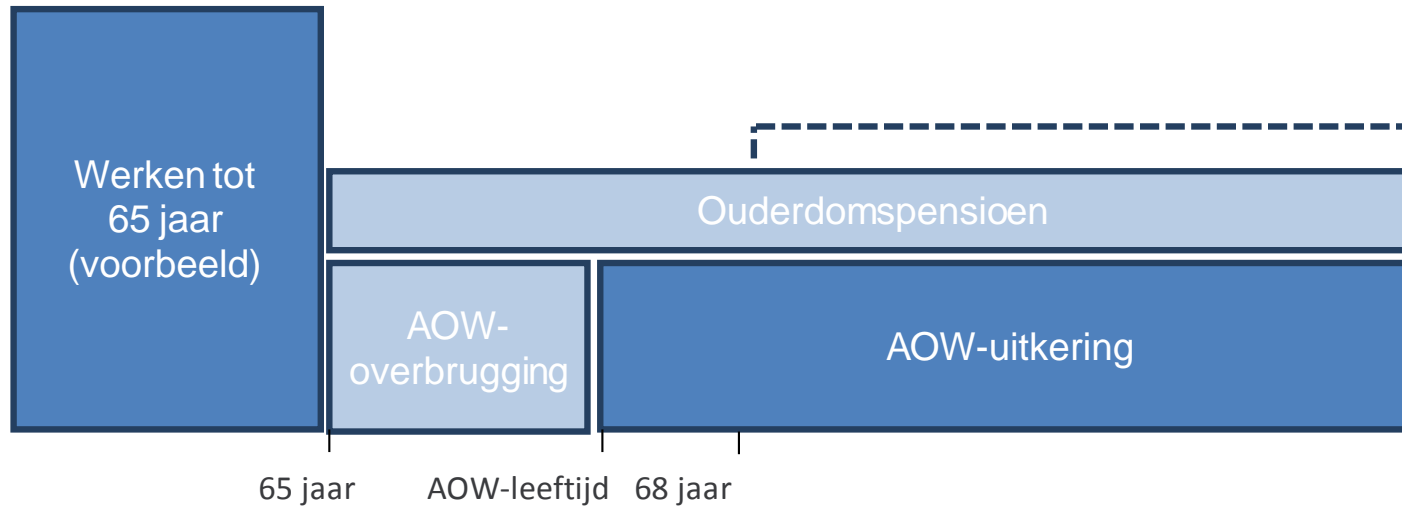 Werken tot
65 jaar
(voorbeeld)
Ouderdomspensioen
AOW-
overbrugging
AOW-uitkering
65 jaar
AOW-leeftijd
68 jaar